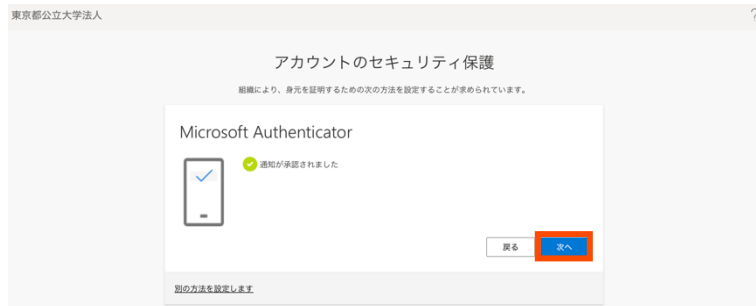 東京都公立大学法人
アカウントのセキュリティ保護
組織により、身元を証明するための次の方法を設定することが求められています。
Microsoft Authenticator
通知が承認されました
戻る
次へ
別の方法を設定します